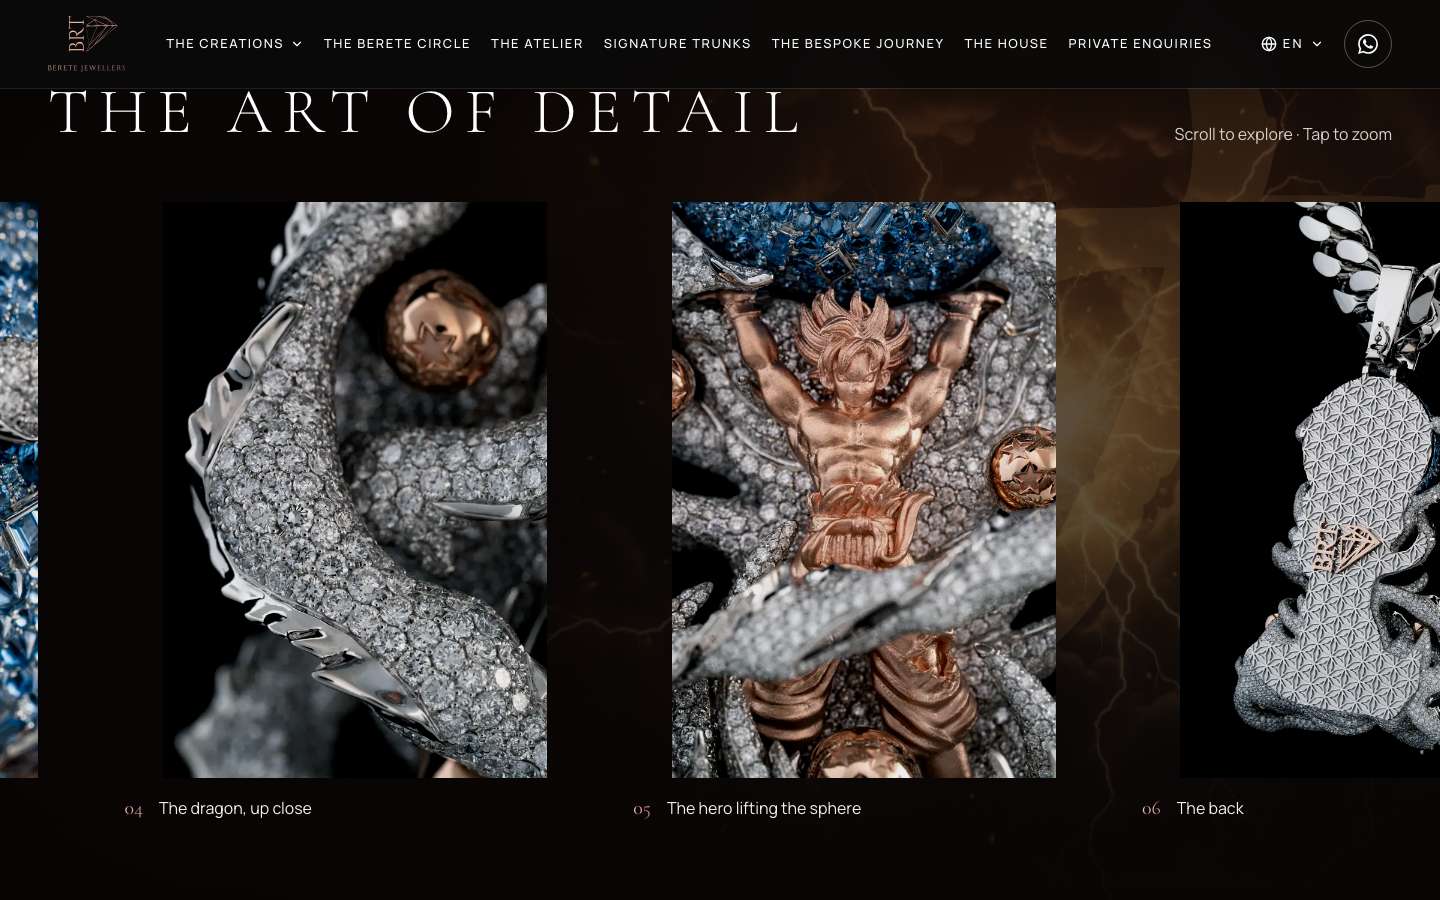 BRT
BERETE JEWELLERS
THE CREATIONS
THE BERETE CIRCLE
THE ATELIER
SIGNATURE TRUNKS
THE BESPOKE JOURNEY
THE HOUSE
PRIVATE ENQUIRIES
EN
THE ART OF DETAIL
Scroll to explore · Tap to zoom
BRT
04 The dragon, up close
05 The hero lifting the sphere
06 The back